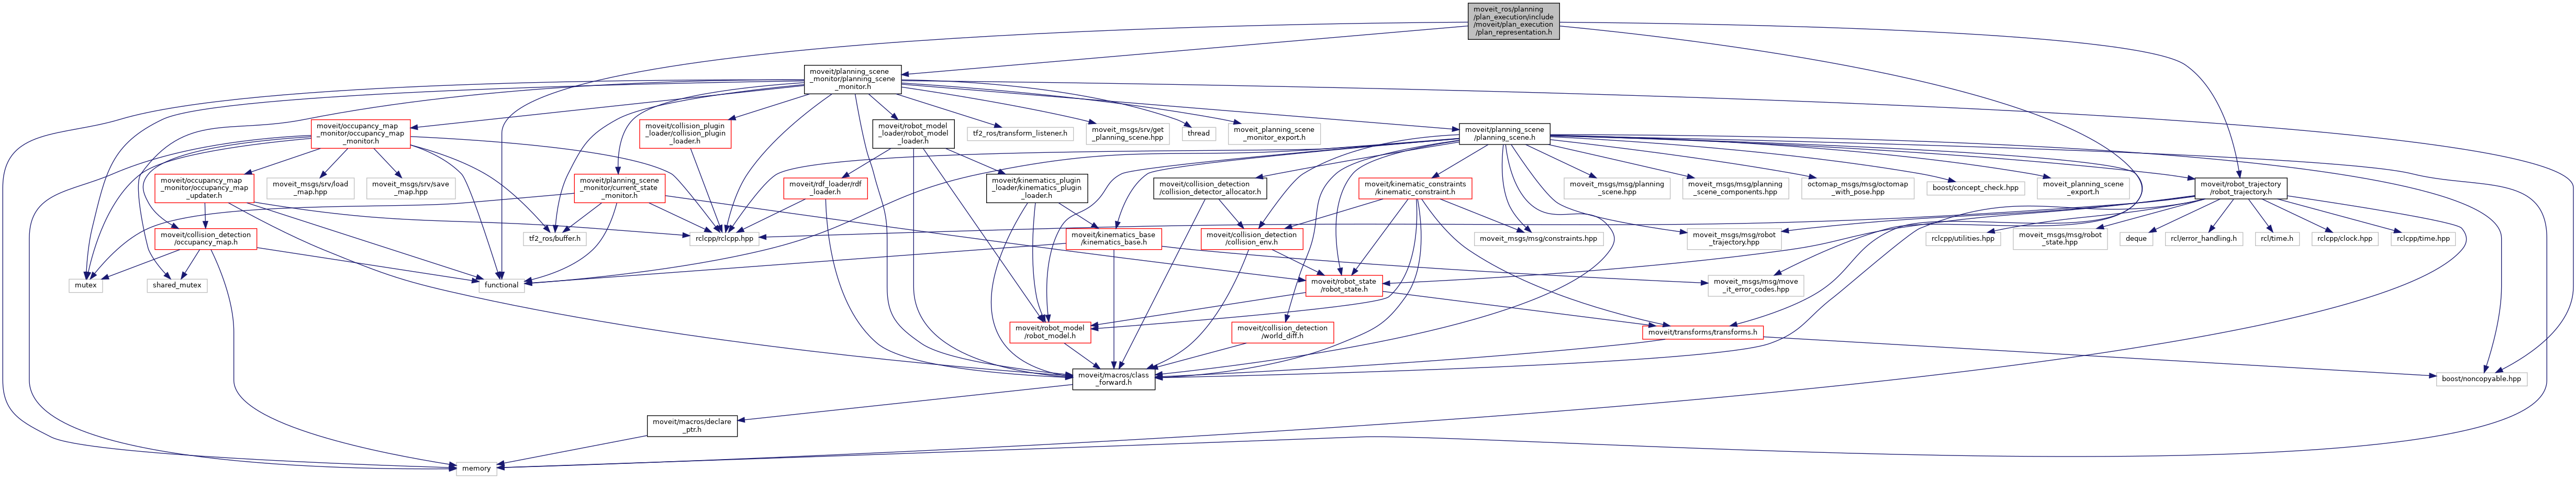 moveit_ros/planning
/plan_execution/include
/moveit/plan_execution
/plan_representation.h
moveit/planning_scene
_monitor/planning_scene
_monitor.h
moveit/occupancy_map
_monitor/occupancy_map
_monitor.h
moveit/collision_plugin
_loader/collision_plugin
_loader.h
moveit/robot_model
_loader/robot_model
_loader.h
tf2_ros/transform_listener.h
moveit_msgs/srv/get
_planning_scene.hpp
thread
moveit_planning_scene
_monitor_export.h
moveit/planning_scene
/planning_scene.h
moveit/occupancy_map
_monitor/occupancy_map
_updater.h
moveit_msgs/srv/load
_map.hpp
moveit_msgs/srv/save
_map.hpp
moveit/planning_scene
_monitor/current_state
_monitor.h
moveit/rdf_loader/rdf
_loader.h
moveit/kinematics_plugin
_loader/kinematics_plugin
_loader.h
moveit/collision_detection
/collision_detector_allocator.h
moveit/kinematic_constraints
/kinematic_constraint.h
moveit_msgs/msg/planning
_scene.hpp
moveit_msgs/msg/planning
_scene_components.hpp
octomap_msgs/msg/octomap
_with_pose.hpp
boost/concept_check.hpp
moveit_planning_scene
_export.h
moveit/robot_trajectory
/robot_trajectory.h
moveit/collision_detection
/occupancy_map.h
tf2_ros/buffer.h
rclcpp/rclcpp.hpp
moveit/kinematics_base
/kinematics_base.h
moveit/collision_detection
/collision_env.h
moveit_msgs/msg/constraints.hpp
moveit_msgs/msg/robot
_trajectory.hpp
rclcpp/utilities.hpp
moveit_msgs/msg/robot
_state.hpp
deque
rcl/error_handling.h
rcl/time.h
rclcpp/clock.hpp
rclcpp/time.hpp
mutex
shared_mutex
functional
moveit/robot_state
/robot_state.h
moveit_msgs/msg/move
_it_error_codes.hpp
moveit/robot_model
/robot_model.h
moveit/collision_detection
/world_diff.h
moveit/transforms/transforms.h
moveit/macros/class
_forward.h
boost/noncopyable.hpp
moveit/macros/declare
_ptr.h
memory